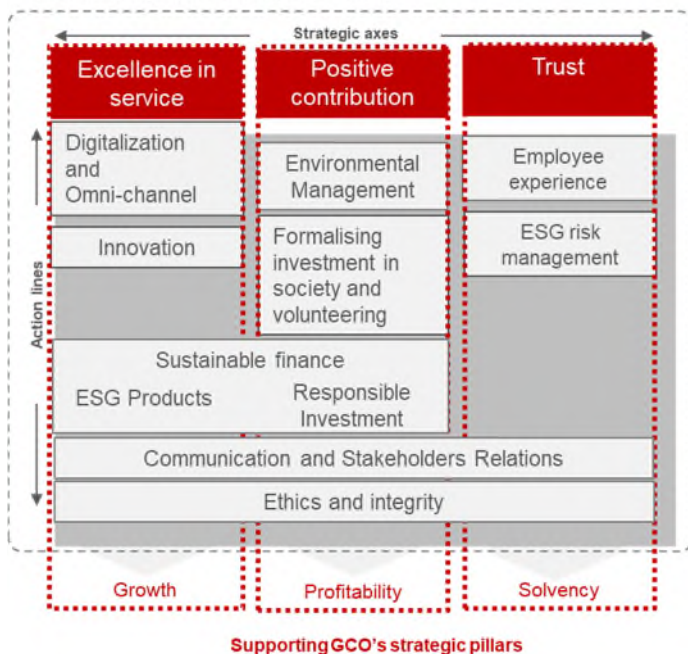 Strategic axes
Excellence in
service
Positive
contribution
Trust
Action lines
Digitalization
and
Omni-channel
Environmental
Management
Employee
experience
Innovation
Formalising
investment in
society and
volunteering
ESG risk
management
Sustainable finance
ESG Products
Responsible
Investment
Communication and Stakeholders Relations
Ethics and integrity
Growth
Profitability
Solvency
Supporting GCO's strategic pillars